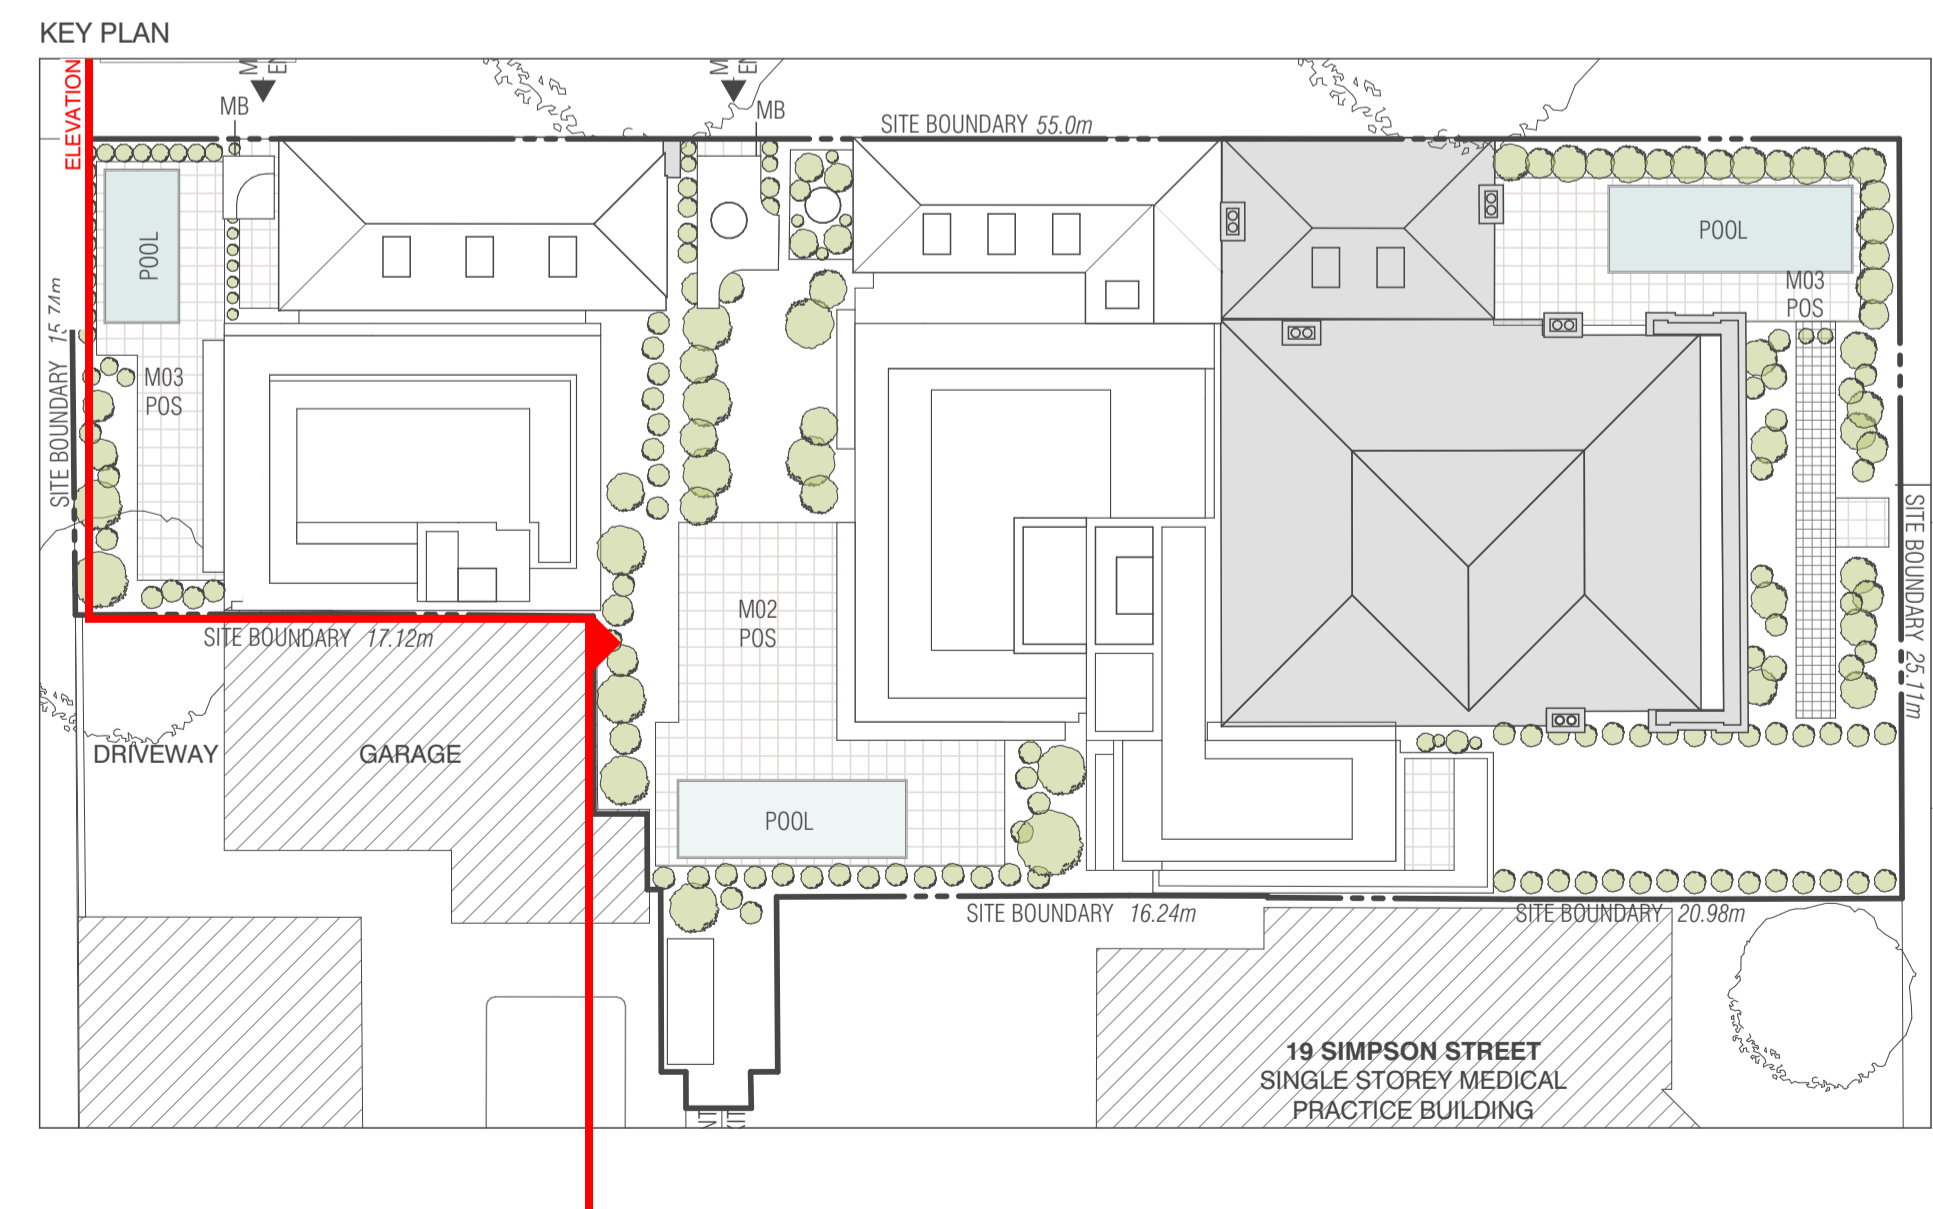 KEY PLAN
ELEVATION
MB
MB
SITE BOUNDARY 55.0m
POOL
POOL
M03
POS
SITE BOUNDARY 15.74m
M03
POS
SITE BOUNDARY 25.11m
M02
POS
SITE BOUNDARY 17.12m
DRIVEWAY
GARAGE
POOL
SITE BOUNDARY 16.24m
SITE BOUNDARY 20.98m
19 SIMPSON STREET
SINGLE STOREY MEDICAL
PRACTICE BUILDING